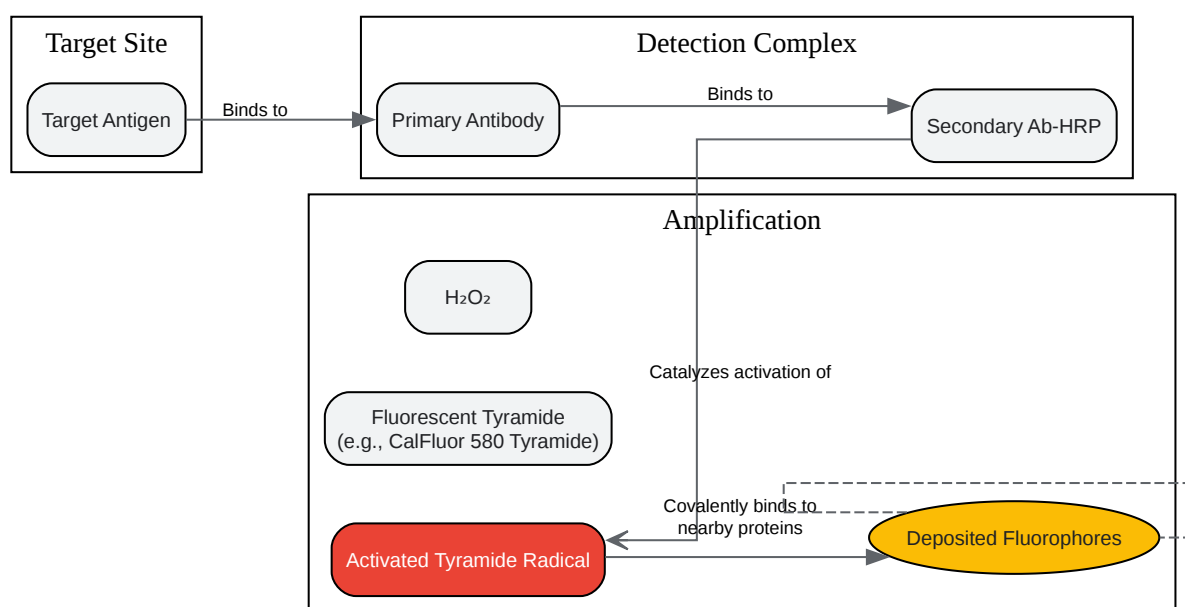 Target Site
Detection Complex
Target Antigen
Binds to
Primary Antibody
Binds to
Secondary Ab-HRP
Amplification
H₂O₂
Catalyzes activation of
Fluorescent Tyramide
(e.g., CalFluor 580 Tyramide)
Covalently binds to
nearby proteins
Activated Tyramide Radical
Deposited Fluorophores